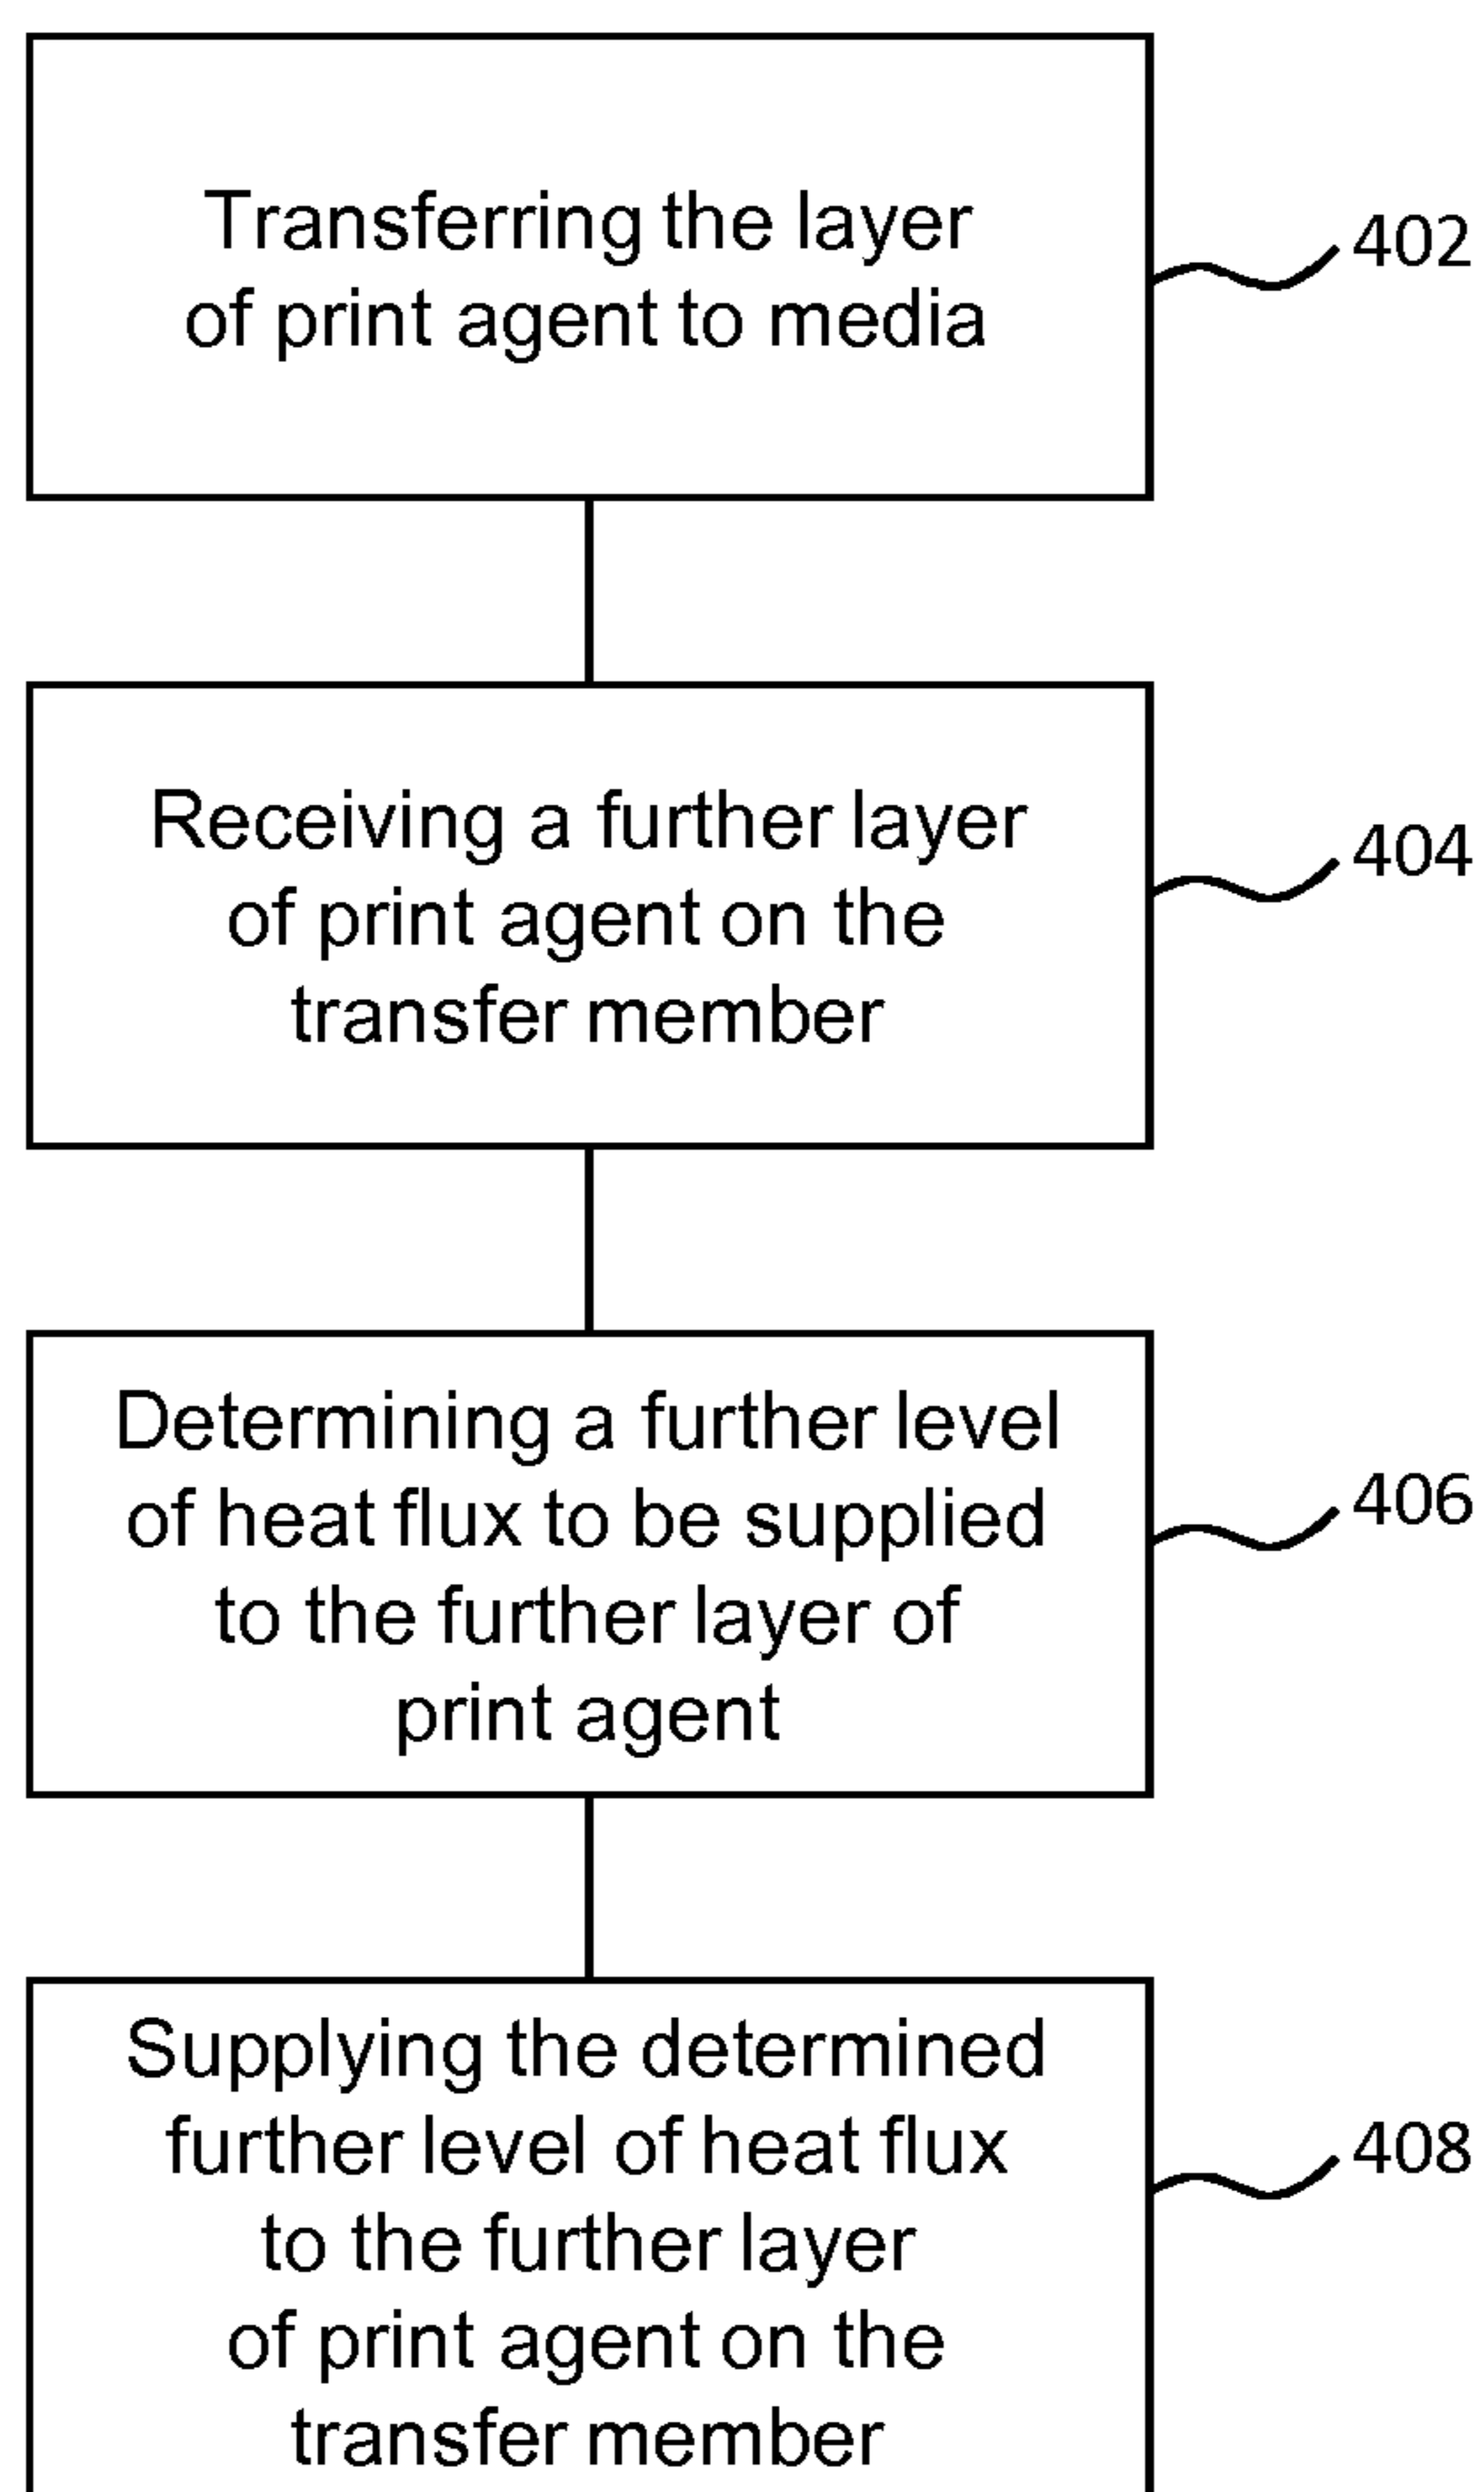 Transferring the layer
of print agent to media
402
Receiving a further layer
of print agent on the
transfer member
404
Determining a further level
of heat flux to be supplied
to the further layer of
print agent
406
Supplying the determined
further level of heat flux
to the further layer
of print agent on the
transfer member
408